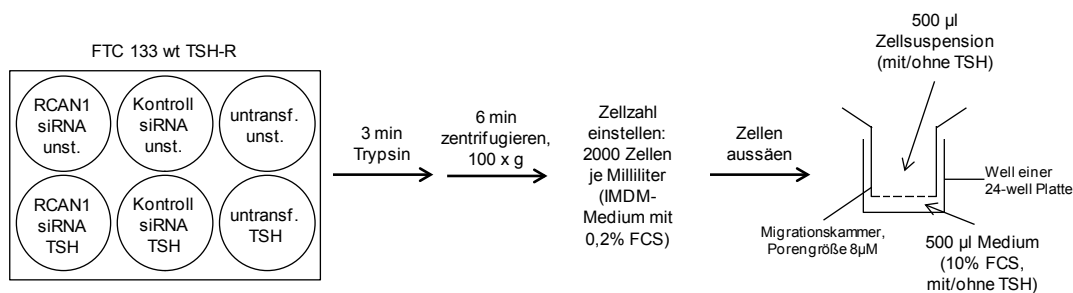 FTC 133 wt TSH-R
RCAN1
siRNA
unst.
Kontroll
siRNA
unst.
untransf.
unst.
RCAN1
siRNA
TSH
Kontroll
siRNA
TSH
untransf.
TSH
3 min
Trypsin
6 min
zentrifugieren,
100 x g
Zellzahl
einstellen:
2000 Zellen
je Milliliter
(IMDM-
Medium mit
0,2% FCS)
Zellen
aussäen
500 µl
Zellsuspension
(mit/ohne TSH)
Well einer
24-well Platte
Migrationskammer,
Porengröße 8µM
500 µl Medium
(10% FCS,
mit/ohne TSH)